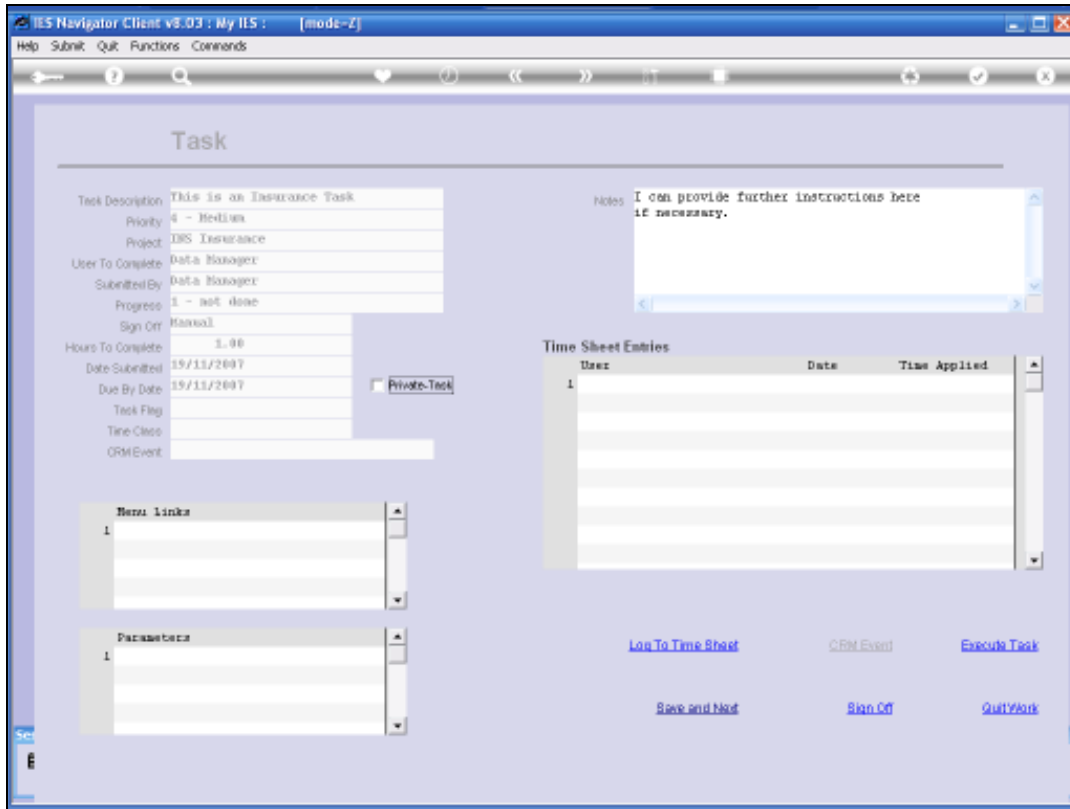 IES Navigator Client v8.03 : My IES : [mode-Z]
Help Submit Quit Functions Commands
Task
Task Description This is an Insurance Task
Priority 4 - Medium
Project Insurance
User To Complete Data Manager
Submitted By Data Manager
Progress 1 - not done
Sign Off Manual
Hours To Complete 1.00
Date Submitted 19/11/2007
Due By Date 19/11/2007
Private-Task
Task Flag
Time Class
CRM Event
Notes I can provide further instructions here
if necessary.
Time Sheet Entries
User Date Time Applied
1
Menu links
1
Parameters
1
Log To Time Sheet CRM Event Execute Task
Save and Next Sign Off Quit Work